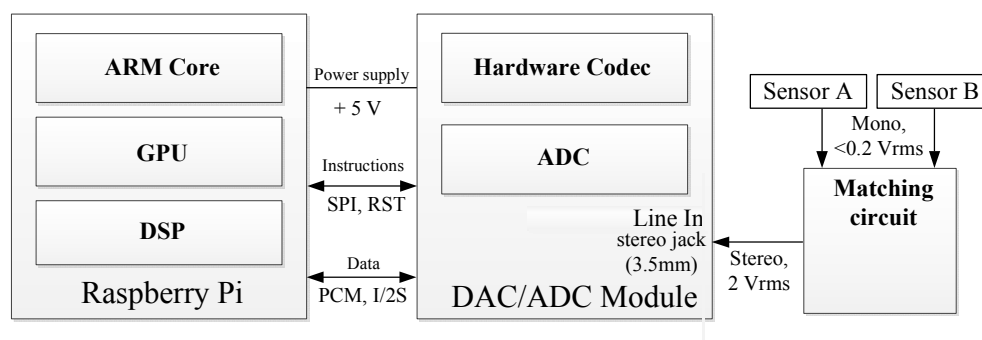 ARM Core
GPU
DSP
Raspberry Pi
Power supply
+ 5 V
Instructions
SPI, RST
Data
PCM, I/2S
Hardware Codec
ADC
Line In
stereo jack
(3.5mm)
DAC/ADC Module
Sensor A
Sensor B
Mono,
<0.2 Vrms
Matching
circuit
Stereo,
2 Vrms